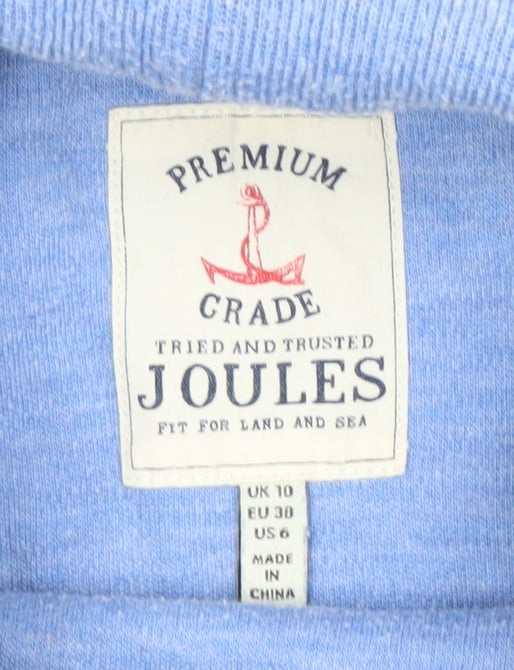 PREMIUM
GRADE
TRIED AND TRUSTED
JOULES
FIT FOR LAND AND SEA
UK 10
EU 38
US 6
MADE
IN
CHINA